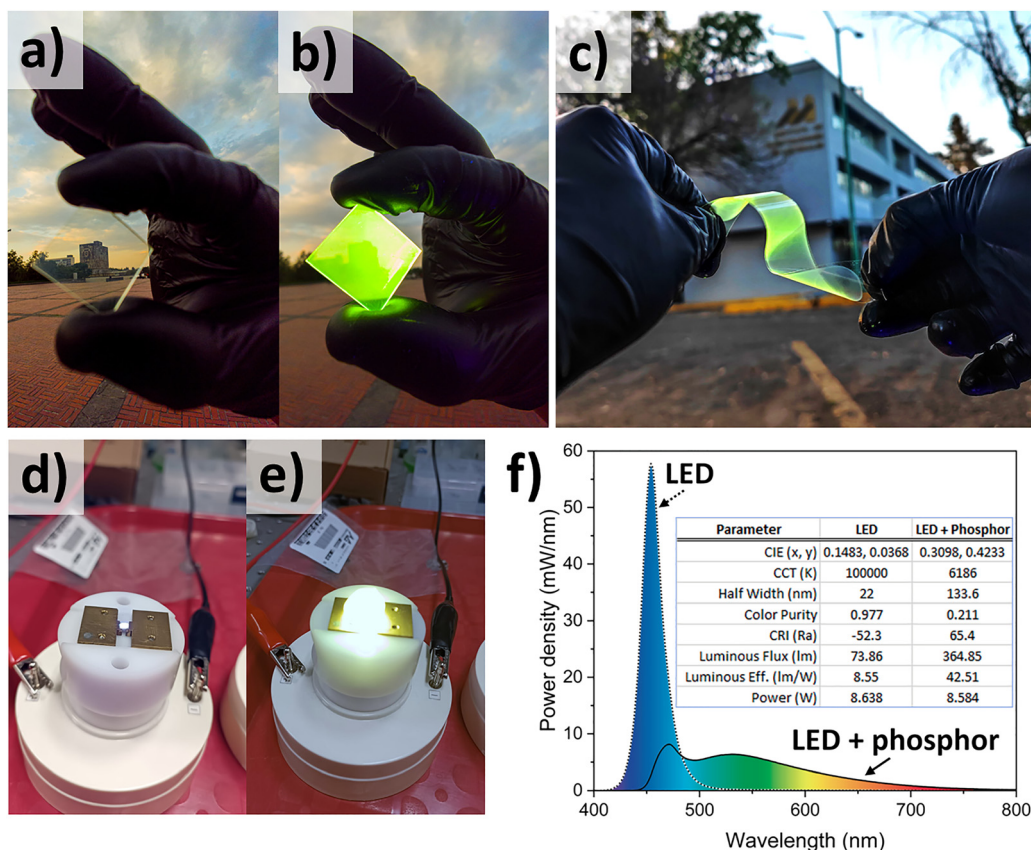 a)
b)
c)
d)
e)
f)
60
50
40
30
20
10
0
400
500
600
700
800
Power density (mW/nm)
Wavelength (nm)
LED
LED + phosphor
Parameter LED LED + Phosphor
CIE (x, y) 0.1483, 0.0368 0.3098, 0.4233
CCT (K) 100000 6186
Half Width (nm) 22 133.6
Color Purity 0.977 0.211
CRI (Ra) -52.3 65.4
Luminous Flux (lm) 73.86 364.85
Luminous Eff. (lm/W) 8.55 42.51
Power (W) 8.638 8.584